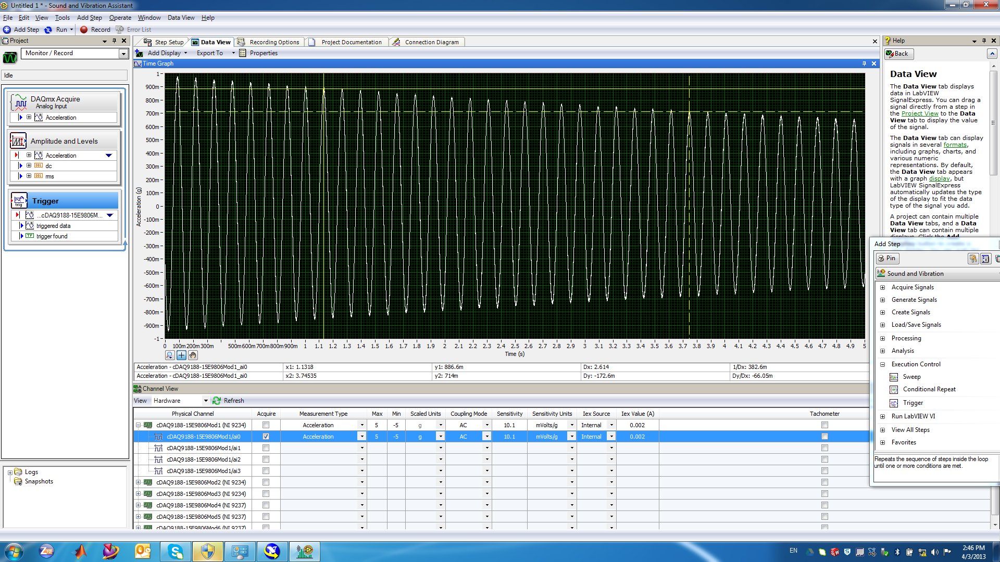 Untitled 1 * - Sound and Vibration Assistant
File Edit View Tools Add Step Operate Window Data View Help
Add Step Run Record Error List
Project
Monitor / Record
Idle
DAQmx Acquire
Analog Input
Acceleration
Amplitude and Levels
Acceleration
DBL dc
DBL rms
Trigger
trig
...cDAQ9188-15E9806M...
triggered data
TF trigger found
Logs
Snapshots
Step Setup Data View Recording Options Project Documentation Connection Diagram
Add Display Export To Properties
Time Graph
1
900m
800m
700m
600m
500m
400m
300m
200m
100m
0
-100m
-200m
-300m
-400m
-500m
-600m
-700m
-800m
-900m
-1
Acceleration (g)
0 100m 200m 300m 500m 600m 700m 800m 900m 1 1.1 1.2 1.3 1.4 1.5 1.6 1.7 1.8 1.9 2 2.1 2.2 2.3 2.4 2.5 2.6 2.7 2.8 2.9 3 3.1 3.2 3.3 3.4 3.5 3.6 3.7 3.8 3.9 4 4.1 4.2 4.3 4.4 4.5 4.6 4.7 4.8 4.9 5
Time (s)
Acceleration - cDAQ9188-15E9806Mod1_ai0 x1: 1.1318 y1: 886.6m Dx: 2.614 1/Dx: 382.6m
Acceleration - cDAQ9188-15E9806Mod1_ai0 x2: 3.74535 y2: 714m Dy: -172.6m Dy/Dx: -66.05m
Channel View
View Hardware Refresh
Physical Channel Acquire Measurement Type Max Min Scaled Units Coupling Mode Sensitivity Sensitivity Units Iex Source Iex Value (A) Tachometer
cDAQ9188-15E9806Mod1 (NI 9234) Acceleration 5 -5 g AC 10.1 mVolts/g Internal 0.002
cDAQ9188-15E9806Mod1/ai0 Acceleration 5 -5 g AC 10.1 mVolts/g Internal 0.002
cDAQ9188-15E9806Mod1/ai1
cDAQ9188-15E9806Mod1/ai2
cDAQ9188-15E9806Mod1/ai3
cDAQ9188-15E9806Mod2 (NI 9234)
cDAQ9188-15E9806Mod3 (NI 9234)
cDAQ9188-15E9806Mod4 (NI 9237)
cDAQ9188-15E9806Mod5 (NI 9237)
cDAQ9188-15E9806Mod6 (NI 9237)
Help
Back
Data View
The Data View tab displays
data in LabVIEW
SignalExpress. You can drag a
signal directly from a step in
the Project View to the Data
View tab to display the value
of the signal.
The Data View tab can display
signals in several formats,
including graphs, charts, and
various numeric
representations. By default,
the Data View tab appears
with a graph display, but
LabVIEW SignalExpress
automatically updates the type
of the display to fit the data
type of the signal you add.
A project can contain multiple
Data View tabs, and a Data
View tab can contain multiple
displays. Click the Add
Add Step
Pin
Sound and Vibration
Acquire Signals
Generate Signals
Create Signals
Load/Save Signals
Processing
Analysis
Execution Control
Sweep
Conditional Repeat
Trigger
Run LabVIEW VI
View All Steps
Favorites
Repeats the sequence of steps inside the loop
until one or more conditions are met.
EN
2:46 PM
4/3/2013